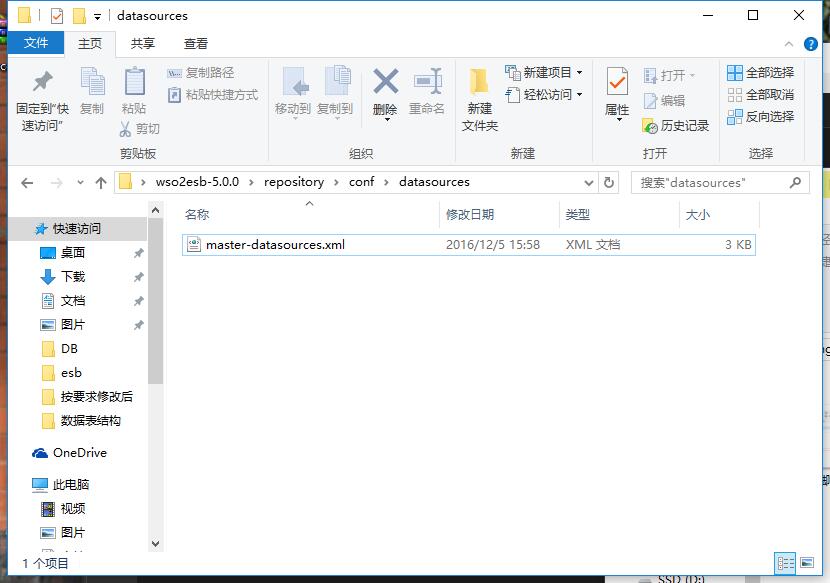 datasources
文件 主页 共享 查看
固定到“快速访问”
复制
粘贴
复制路径
粘贴快捷方式
剪切
剪贴板
移动到
复制到
删除
重命名
组织
新建文件夹
新建项目
轻松访问
新建
属性
打开
编辑
历史记录
打开
全部选择
全部取消
反向选择
选择
wso2esb-5.0.0 repository conf datasources
搜索"datasources"
名称 修改日期 类型 大小
master-datasources.xml 2016/12/5 15:58 XML 文档 3 KB
快速访问
桌面
下载
文档
图片
DB
esb
按要求修改后
数据表结构
OneDrive
此电脑
视频
图片
1 个项目
SSD (D:)